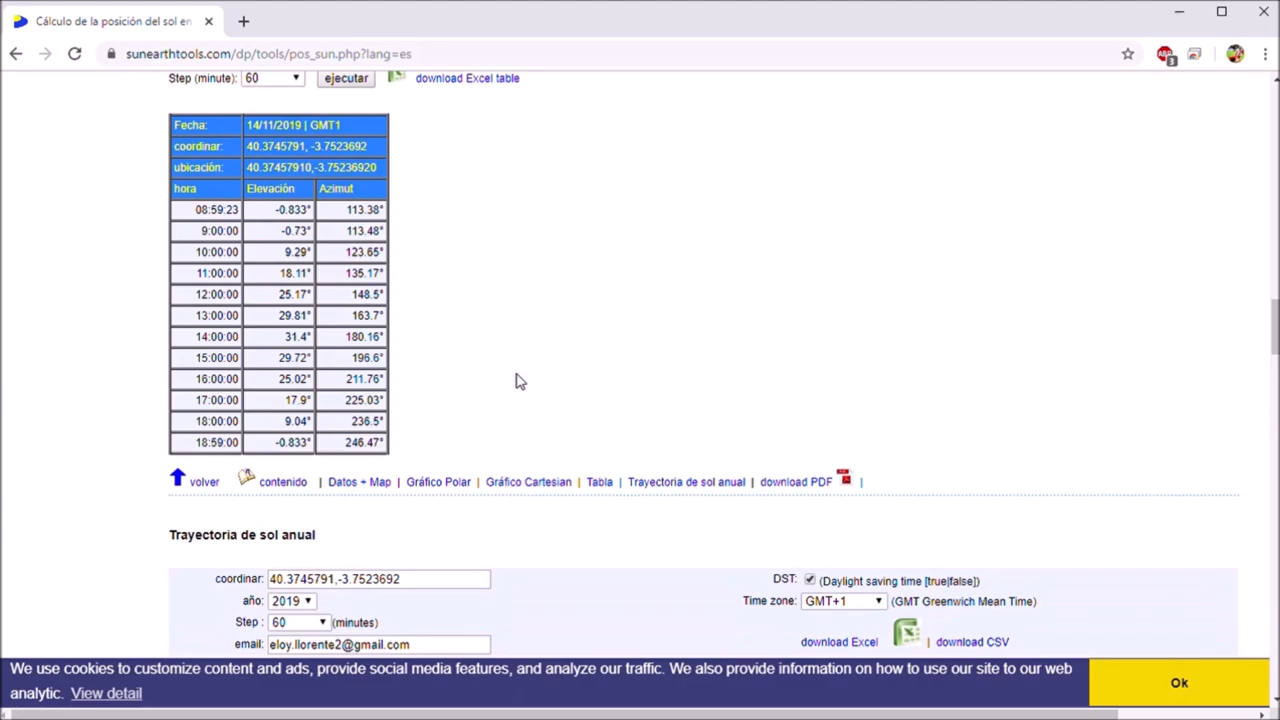 Cálculo de la posición del sol en
sunearthtools.com/dp/tools/pos_sun.php?lang=es
ABP
3
Step (minute): 60 ejecutar download Excel table
Fecha: 14/11/2019 | GMT1
coordinar: 40.3745791, -3.7523692
ubicación: 40.37457910,-3.75236920
hora Elevación Azimut
08:59:23 -0.833° 113.38°
9:00:00 -0.73° 113.48°
10:00:00 9.29° 123.65°
11:00:00 18.11° 135.17°
12:00:00 25.17° 148.5°
13:00:00 29.81° 163.7°
14:00:00 31.4° 180.16°
15:00:00 29.72° 196.6°
16:00:00 25.02° 211.76°
17:00:00 17.9° 225.03°
18:00:00 9.04° 236.5°
18:59:00 -0.833° 246.47°
volver contenido | Datos + Map | Gráfico Polar | Gráfico Cartesian | Tabla | Trayectoria de sol anual | download PDF |
Trayectoria de sol anual
coordinar: 40.3745791,-3.7523692 DST: (Daylight saving time [true|false])
año: 2019 Time zone: GMT+1 (GMT Greenwich Mean Time)
Step : 60 (minutes)
email: eloy.llorente2@gmail.com download Excel | download CSV
We use cookies to customize content and ads, provide social media features, and analyze our traffic. We also provide information on how to use our site to our web
analytic. View detail
Ok